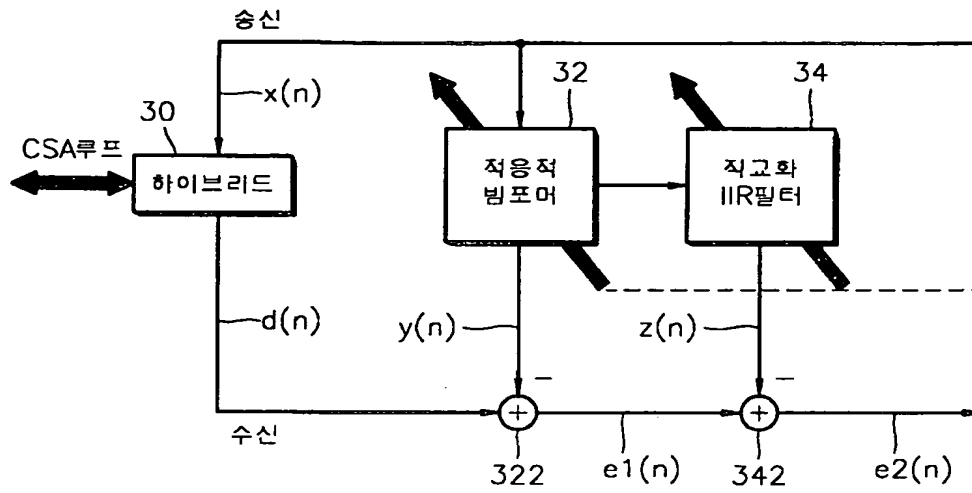 송신
x(n)
30
CSA루프
하이브리드
32
34
적응적
빔포머
직교화
IIR필터
d(n)
y(n)
z(n)
−
−
+
+
수신
322
e1(n)
342
e2(n)